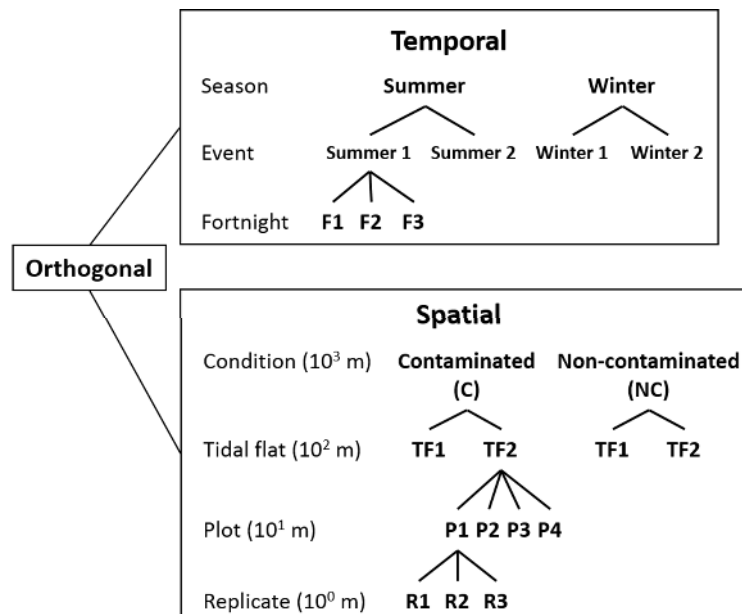 Temporal
Season Summer Winter
Event Summer 1 Summer 2 Winter 1 Winter 2
Fortnight F1 F2 F3
Orthogonal
Spatial
Condition (10³ m) Contaminated Non-contaminated
(C) (NC)
Tidal flat (10² m) TF1 TF2 TF1 TF2
Plot (10¹ m) P1 P2 P3 P4
Replicate (10⁰ m) R1 R2 R3